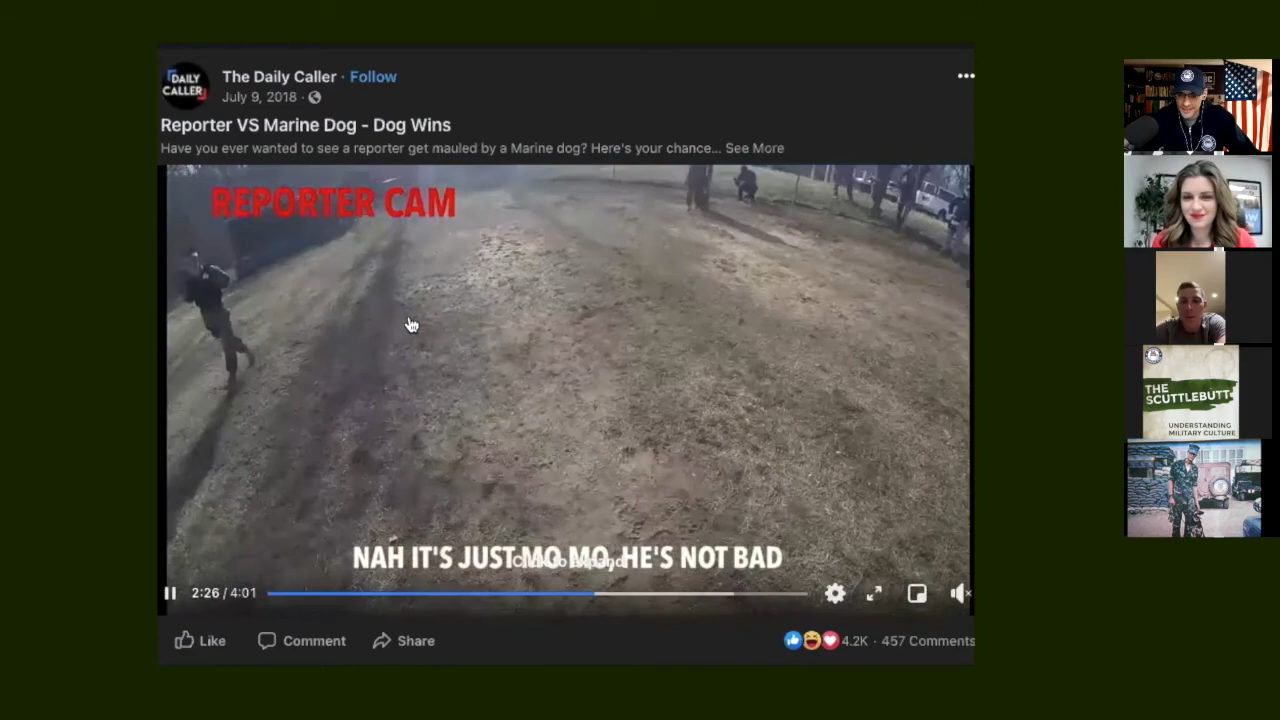 DAILY
CALLER
The Daily Caller · Follow
July 9, 2018 ·
Reporter VS Marine Dog - Dog Wins
Have you ever wanted to see a reporter get mauled by a Marine dog? Here's your chance... See More
REPORTER CAM
NAH IT'S JUST MO MO, HE'S NOT BAD
Click to expand
2:26 / 4:01
Like
Comment
Share
4.2K · 457 Comments
THE
SCUTTLEBUTT
UNDERSTANDING
MILITARY CULTURE